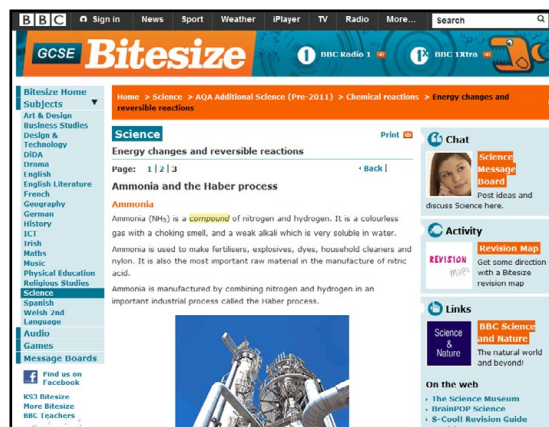 BBC Sign in News Sport Weather iPlayer TV Radio More... Search
GCSE Bitesize
1 BBC Radio 1
1X BBC 1Xtra
Bitesize Home
Subjects
Art & Design
Business Studies
Design &
Technology
DiDA
Drama
English
English Literature
French
Geography
German
History
ICT
Irish
Maths
Music
Physical Education
Religious Studies
Science
Spanish
Welsh 2nd
Language
Audio
Games
Message Boards
Find us on
Facebook
KS3 Bitesize
More Bitesize
BBC Teachers
Home > Science > AQA Additional Science (Pre-2011) > Chemical reactions > Energy changes and
reversible reactions
Science
Print
Energy changes and reversible reactions
Page: 1 | 2 | 3
Back |
Ammonia and the Haber process
Ammonia
Ammonia (NH3) is a compound of nitrogen and hydrogen. It is a colourless
gas with a choking smell, and a weak alkali which is very soluble in water.
Ammonia is used to make fertilisers, explosives, dyes, household cleaners and
nylon. It is also the most important raw material in the manufacture of nitric
acid.
Ammonia is manufactured by combining nitrogen and hydrogen in an
important industrial process called the Haber process.
Chat
Science
Message
Board
Post ideas and
discuss Science here.
Activity
REVISION
Map
Revision Map
Get some direction
with a Bitesize
revision map
Links
Science
&
Nature
BBC Science
and Nature
The natural world
and beyond!
On the web
The Science Museum
BrainPOP Science
S-Cool! Revision Guide